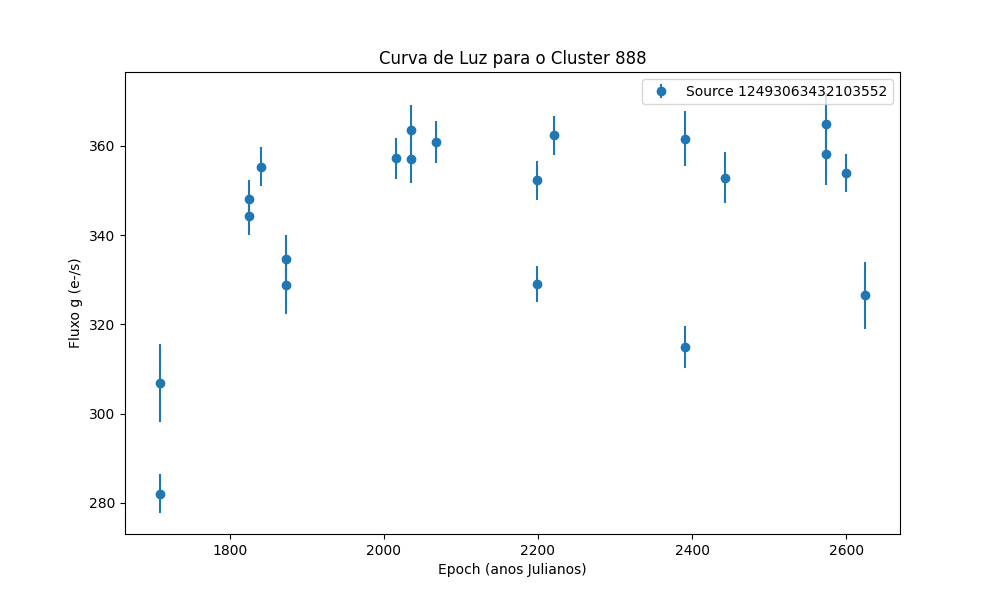 Curva de Luz para o Cluster 888
Source 12493063432103552
360
340
320
300
280
Fluxo g (e-/s)
1800 2000 2200 2400 2600
Epoch (anos Julianos)